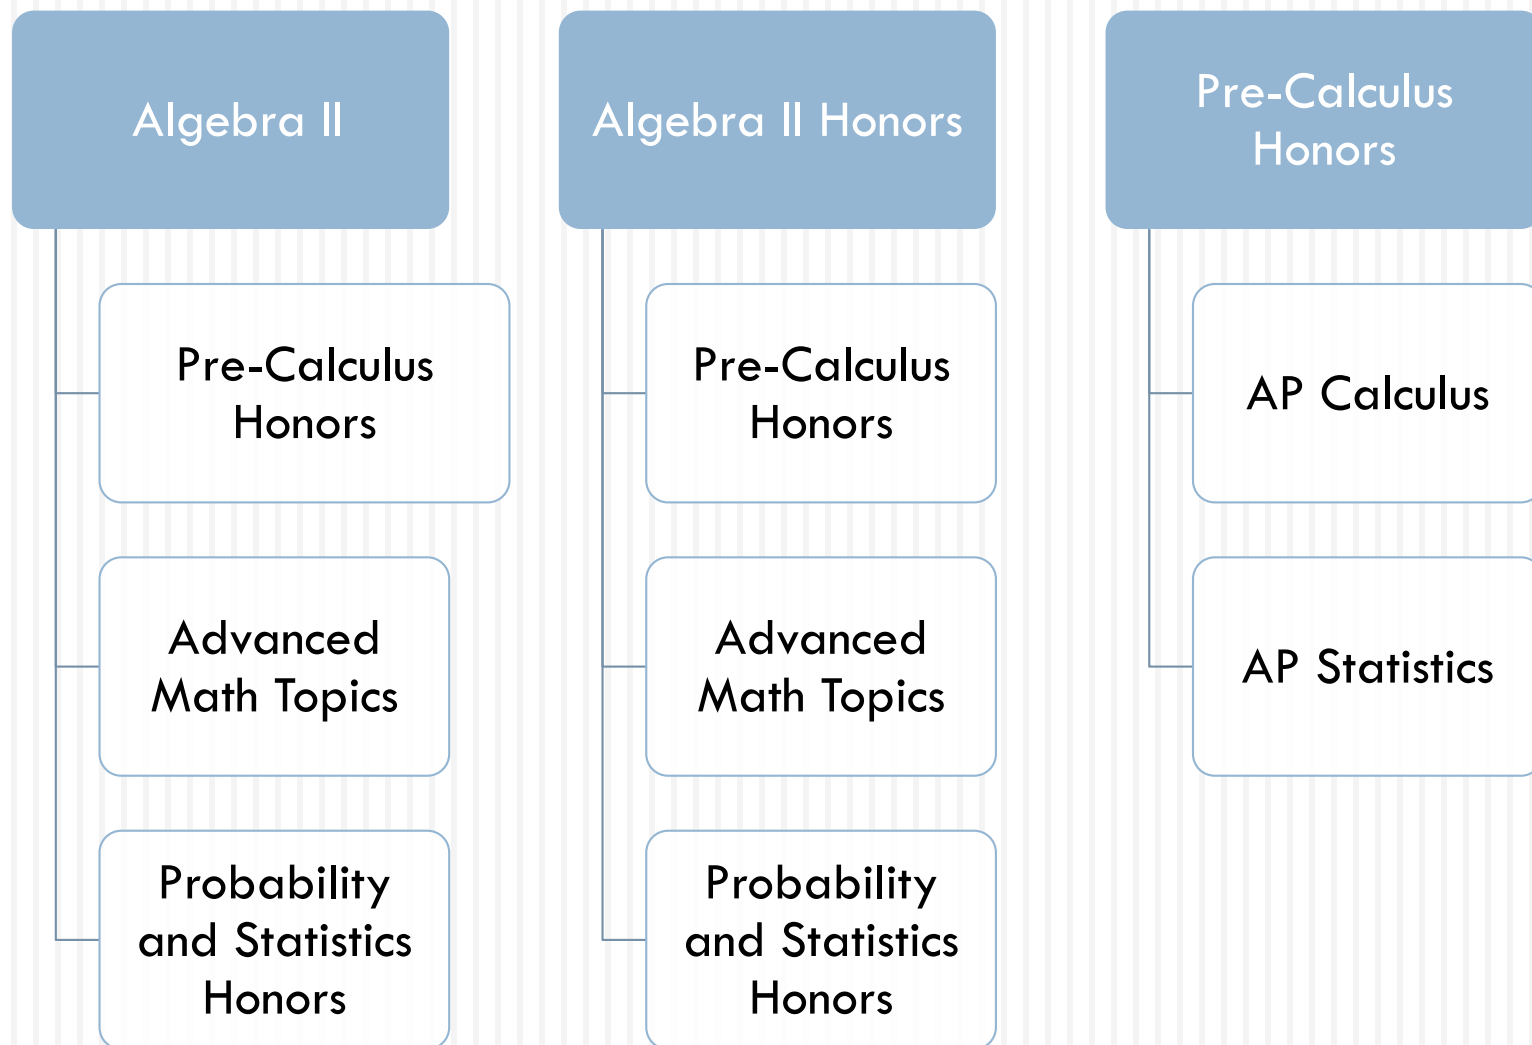 Algebra II
Pre-Calculus
Honors
Advanced
Math Topics
Probability
and Statistics
Honors
Algebra II Honors
Pre-Calculus
Honors
Advanced
Math Topics
Probability
and Statistics
Honors
Pre-Calculus
Honors
AP Calculus
AP Statistics